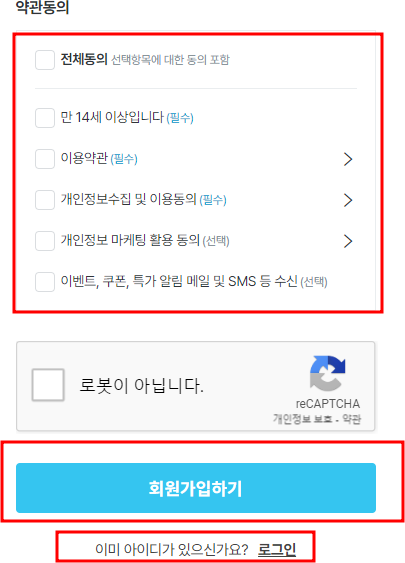 약관동의
전체동의 선택항목에 대한 동의 포함
만 14세 이상입니다 (필수)
이용약관 (필수)
개인정보수집 및 이용동의 (필수)
개인정보 마케팅 활용 동의 (선택)
이벤트, 쿠폰, 특가 알림 메일 및 SMS 등 수신 (선택)
로봇이 아닙니다.
reCAPTCHA
개인정보 보호 - 약관
회원가입하기
이미 아이디가 있으신가요? 로그인